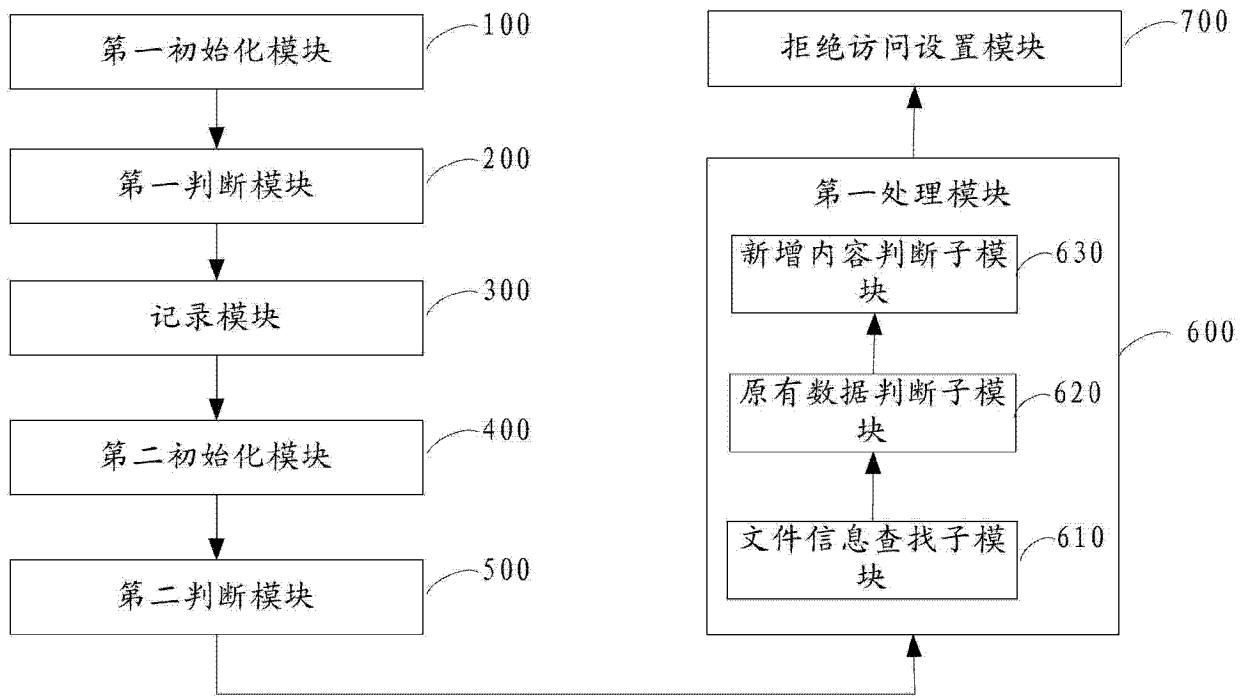 第一初始化模块
100
第一判断模块
200
记录模块
300
第二初始化模块
400
第二判断模块
500
拒绝访问设置模块
700
第一处理模块
600
新增内容判断子模
块
630
原有数据判断子模
块
620
文件信息查找子模
块
610